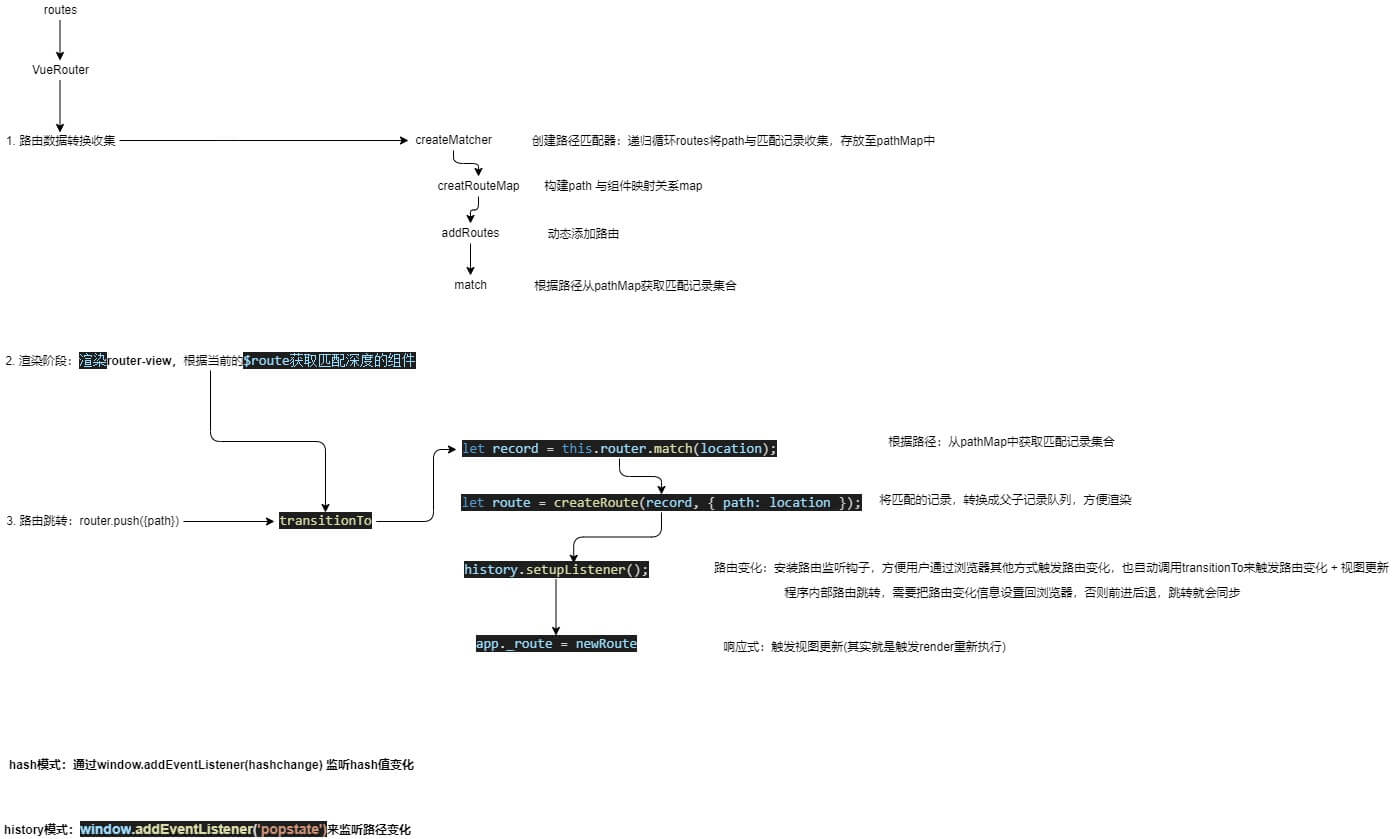 routes
VueRouter
1. 路由数据转换收集
createMatcher
创建路径匹配器：递归循环routes将path与匹配记录收集，存放至pathMap中
creatRouteMap
构建path 与组件映射关系map
addRoutes
动态添加路由
match
根据路径从pathMap获取匹配记录集合
2. 渲染阶段：渲染router-view，根据当前的$route获取匹配深度的组件
let record = this.router.match(location);
根据路径：从pathMap中获取匹配记录集合
let route = createRoute(record, { path: location });
将匹配的记录，转换成父子记录队列，方便渲染
3. 路由跳转：router.push({path})
transitionTo
history.setupListener();
路由变化：安装路由监听钩子，方便用户通过浏览器其他方式触发路由变化，也自动调用transitionTo来触发路由变化 + 视图更新
程序内部路由跳转，需要把路由变化信息设置回浏览器，否则前进后退，跳转就会同步
app._route = newRoute
响应式：触发视图更新(其实就是触发render重新执行)
hash模式：通过window.addEventListener(hashchange) 监听hash值变化
history模式：window.addEventListener('popstate')来监听路径变化